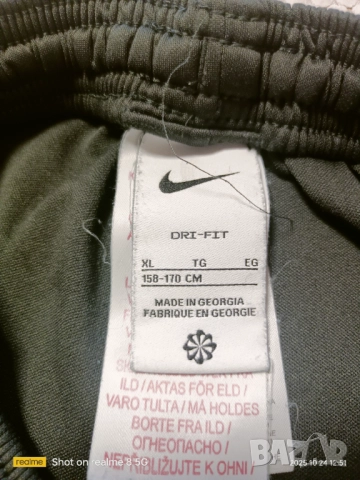 DRI-FIT
XL TG EG
158-170 CM
MADE IN GEORGIA
FABRIQUE EN GEORGIE
ILD / AKTAS FÖR ELD /
VARO TULTA / MÅ HOLDES
BORTE FRA ILD /
ОГНЕОПАСНО /
NEPŘIBLIŽUJTE K OHNI /
realme Shot on realme 8 5G
2025.10.24 12:51
bazar